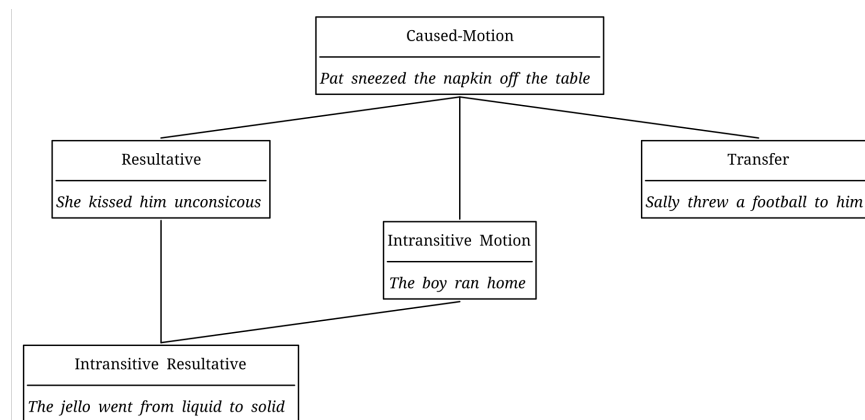 Caused-Motion
Pat sneezed the napkin off the table
Resultative
She kissed him unconsicous
Transfer
Sally threw a football to him
Intransitive Motion
The boy ran home
Intransitive Resultative
The jello went from liquid to solid